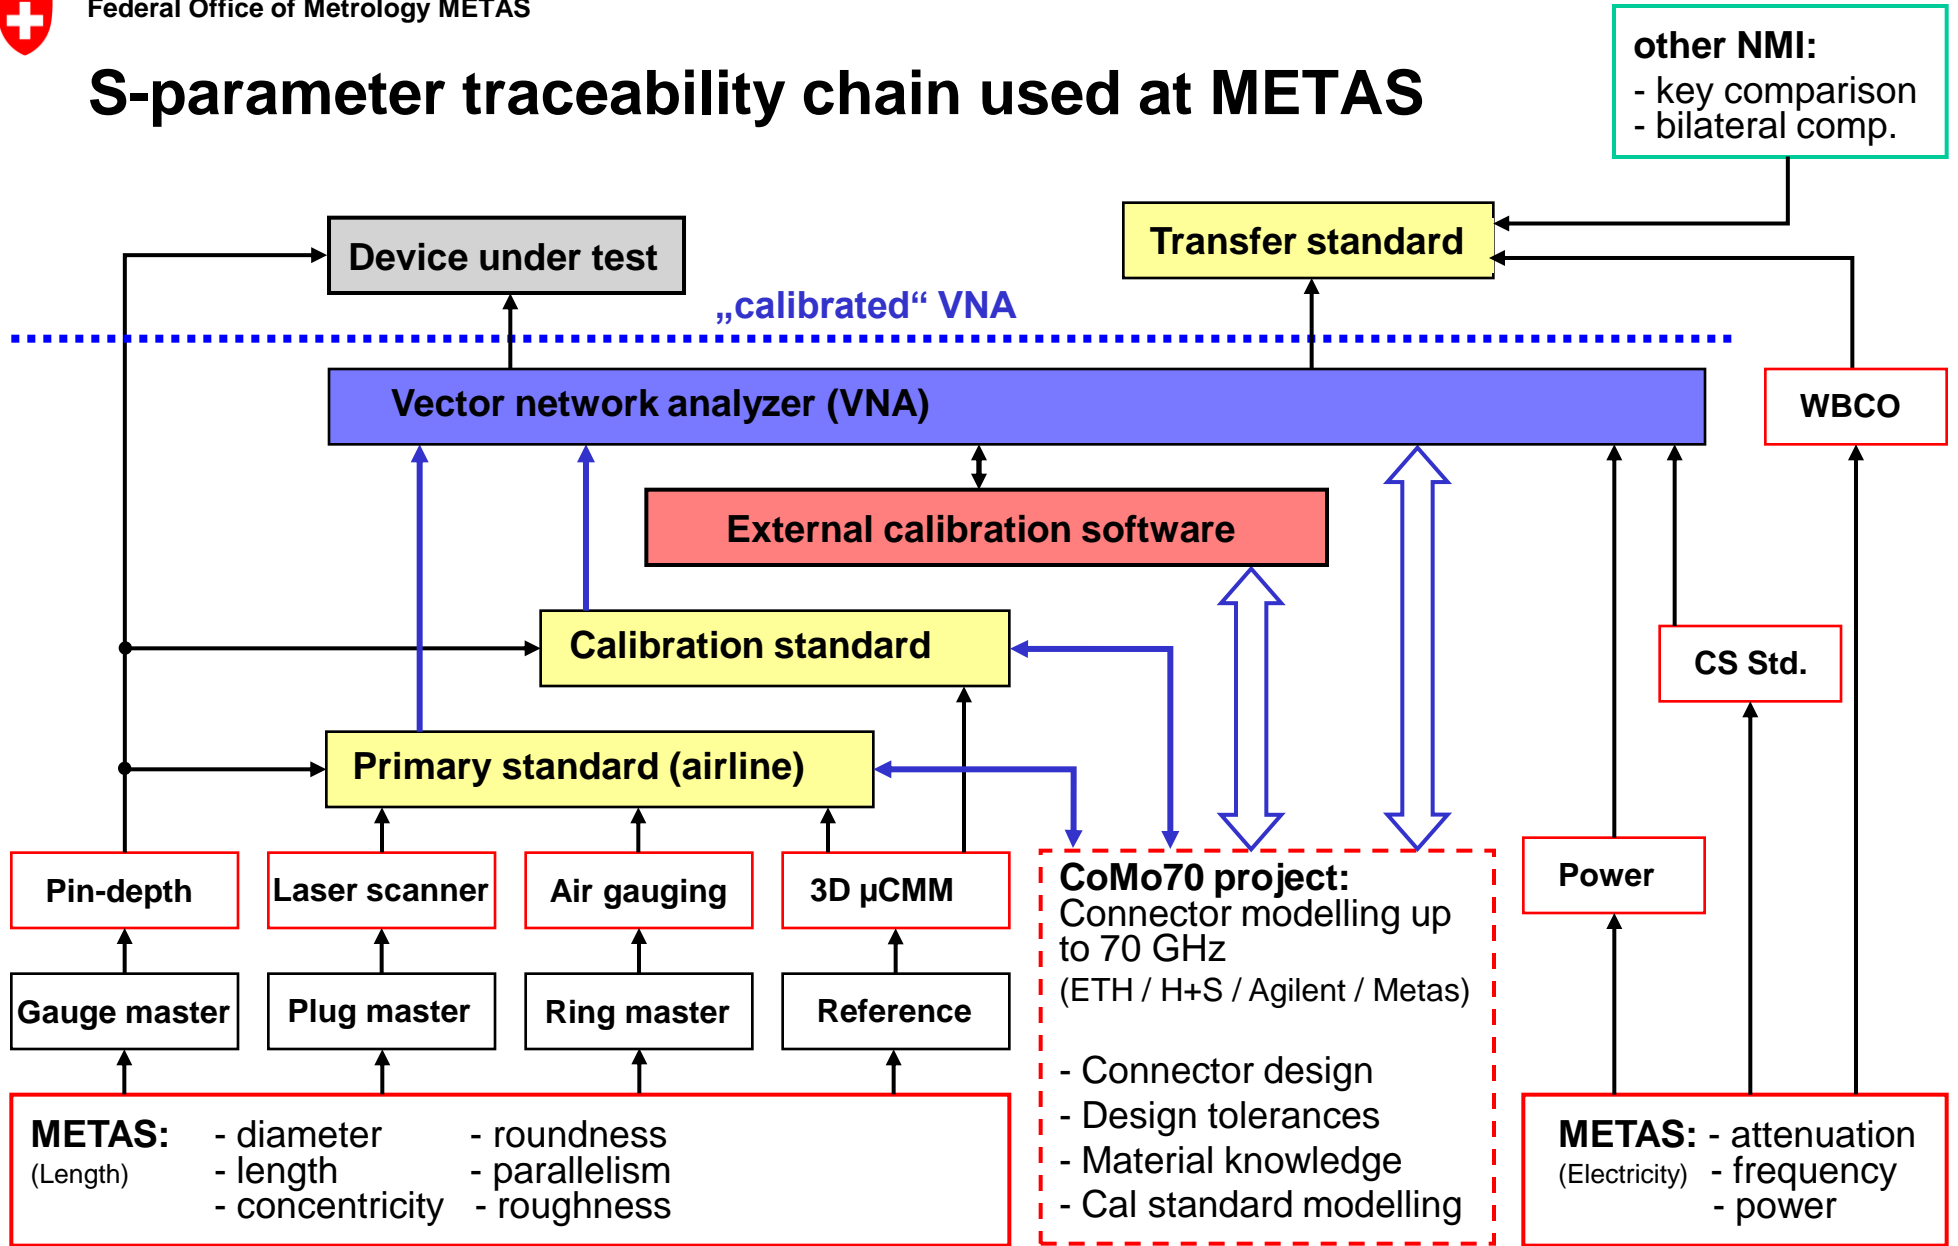 Federal Office of Metrology METAS
S-parameter traceability chain used at METAS
other NMI:
- key comparison
- bilateral comp.
Device under test
Transfer standard
„calibrated“ VNA
Vector network analyzer (VNA)
WBCO
External calibration software
Calibration standard
CS Std.
Primary standard (airline)
Pin-depth
Laser scanner
Air gauging
3D µCMM
Power
Gauge master
Plug master
Ring master
Reference
CoMo70 project:
Connector modelling up
to 70 GHz
(ETH / H+S / Agilent / Metas)
- Connector design
- Design tolerances
- Material knowledge
- Cal standard modelling
METAS: - diameter - roundness
(Length) - length - parallelism
- concentricity - roughness
METAS: - attenuation
(Electricity) - frequency
- power